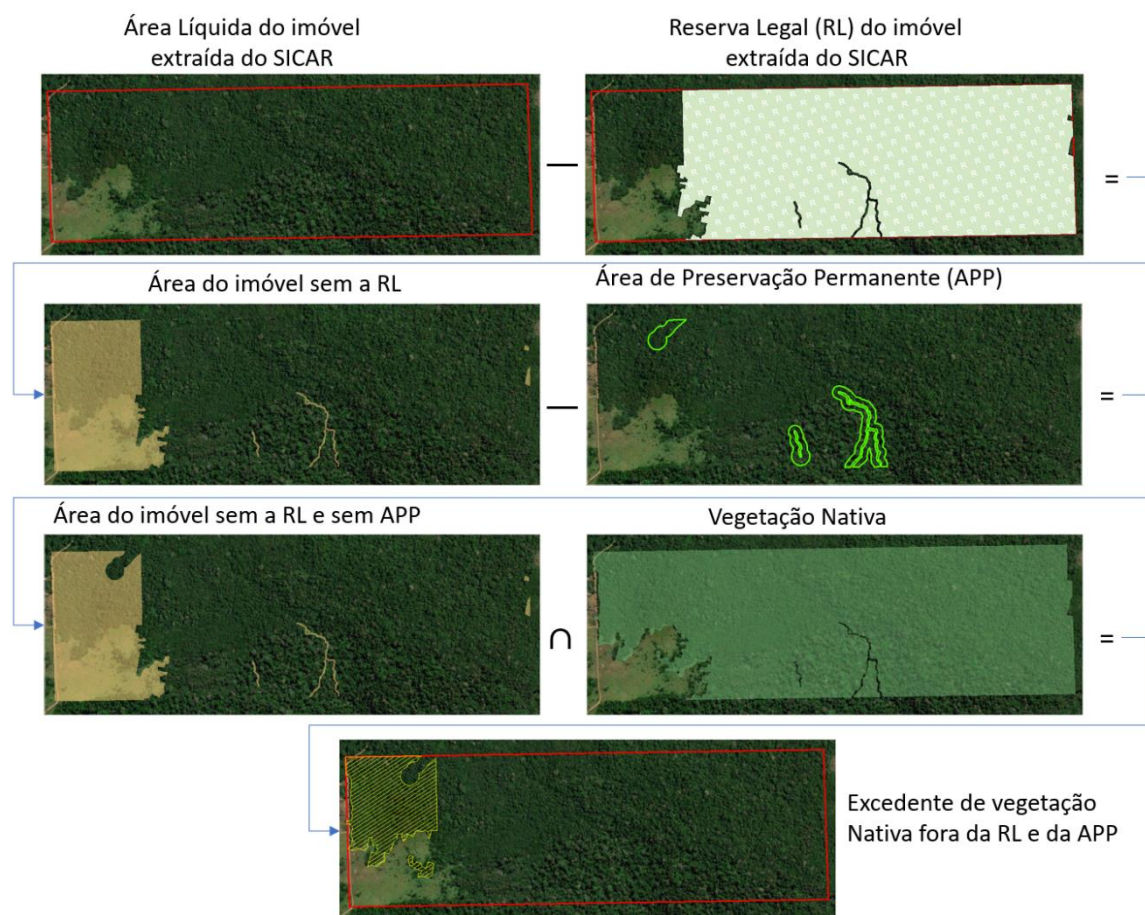 Área Líquida do imóvel
extraída do SICAR
Reserva Legal (RL) do imóvel
extraída do SICAR
—
=
Área do imóvel sem a RL
Área de Preservação Permanente (APP)
—
=
Área do imóvel sem a RL e sem APP
Vegetação Nativa
∩
=
Excedente de vegetação
Nativa fora da RL e da APP